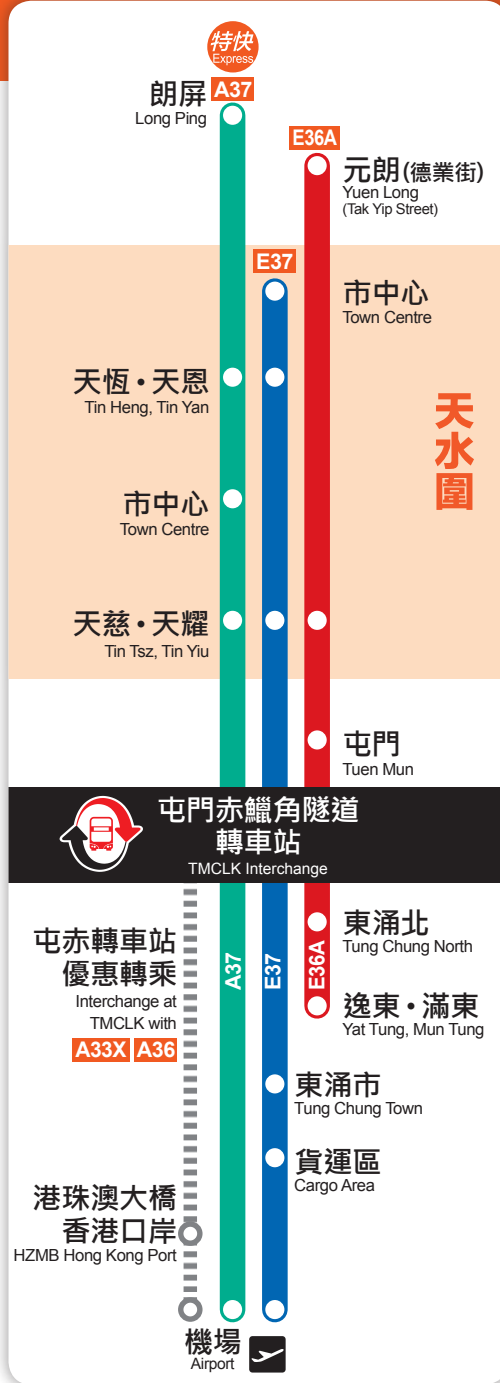 特快
Express
朗屏
Long Ping
A37
E36A
元朗(德業街)
Yuen Long
(Tak Yip Street)
E37
市中心
Town Centre
天恆・天恩
Tin Heng, Tin Yan
天水圍
市中心
Town Centre
天慈・天耀
Tin Tsz, Tin Yiu
屯門
Tuen Mun
屯門赤鱲角隧道
轉車站
TMCLK Interchange
屯赤轉車站
優惠轉乘
Interchange at
TMCLK with
A33X A36
A37
E37
E36A
東涌北
Tung Chung North
逸東・滿東
Yat Tung, Mun Tung
東涌市
Tung Chung Town
貨運區
Cargo Area
港珠澳大橋
香港口岸
HZMB Hong Kong Port
機場
Airport